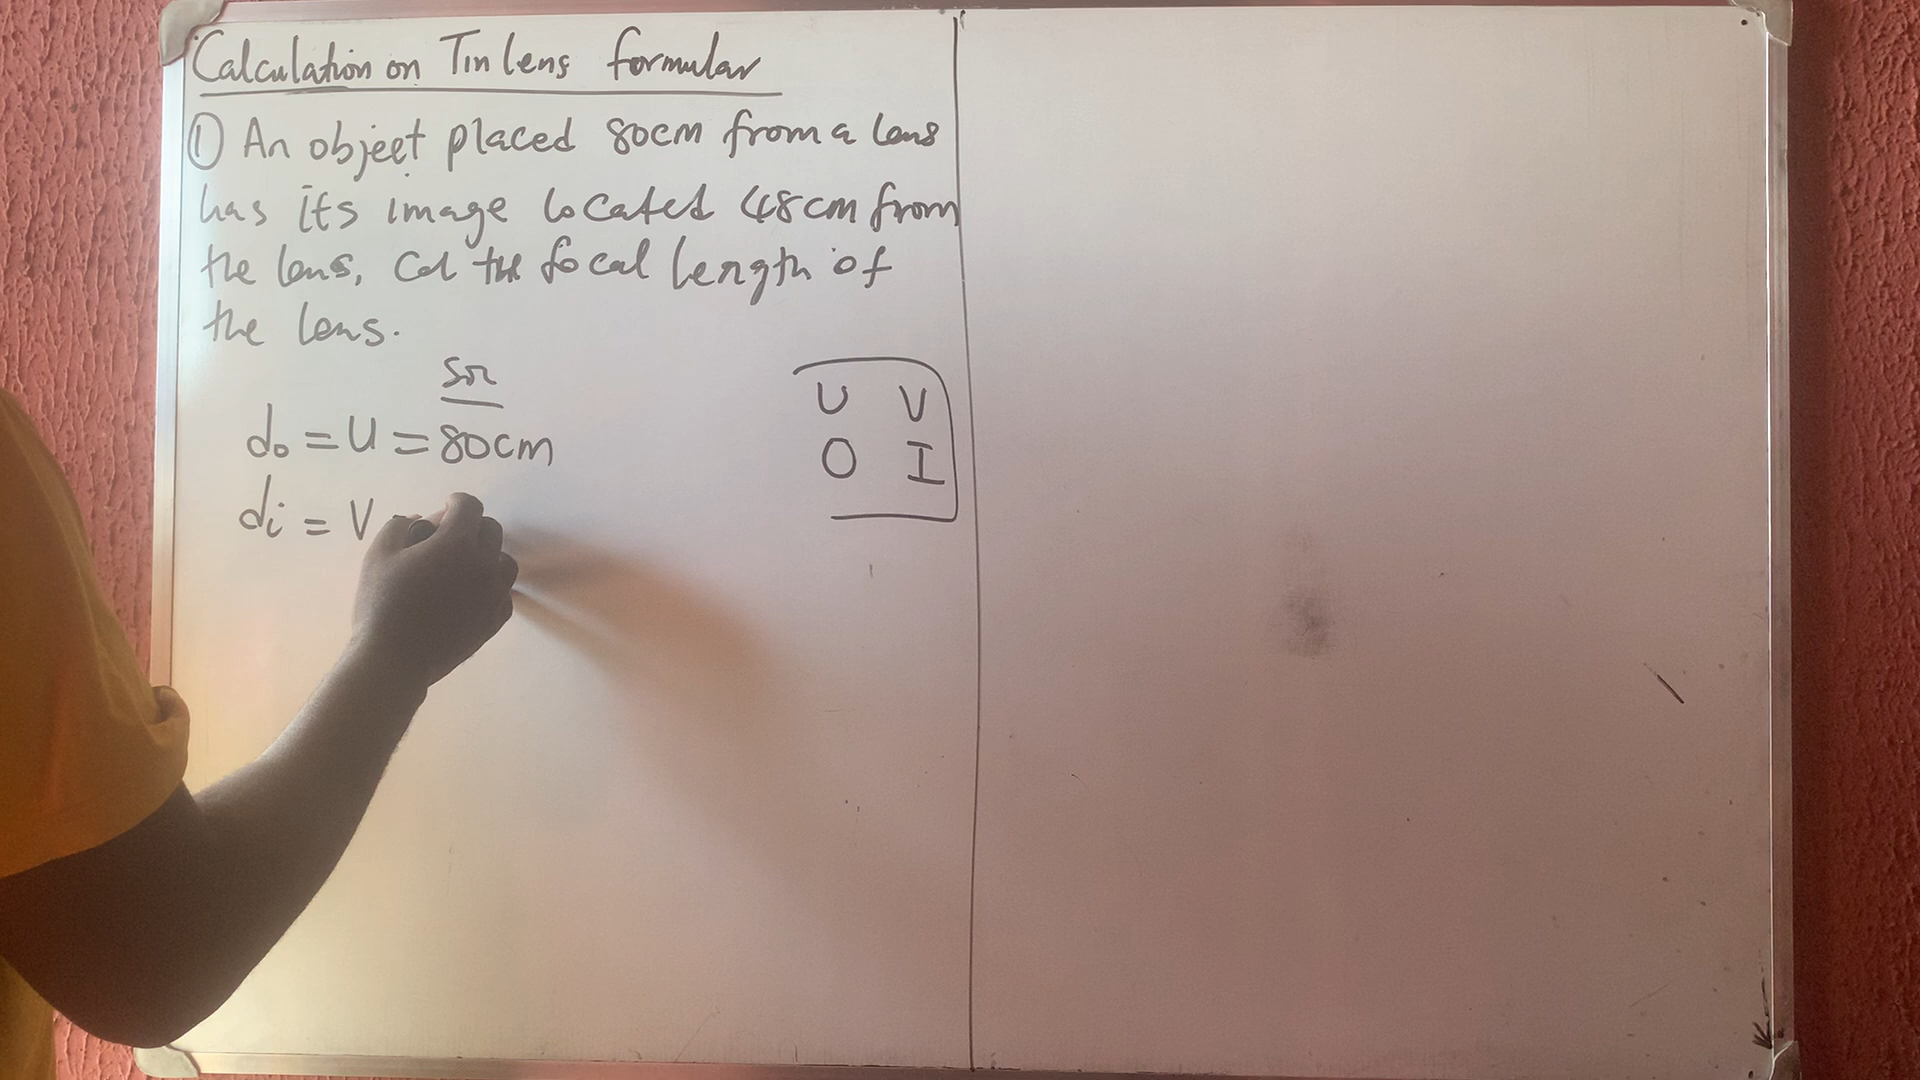 Calculation on Tin lens formular
① An object placed 80cm from a lens
has its image located 48cm from
the lens, Cal the focal length of
the lens.
Soln
do = U = 80cm
di = V
U V
O I